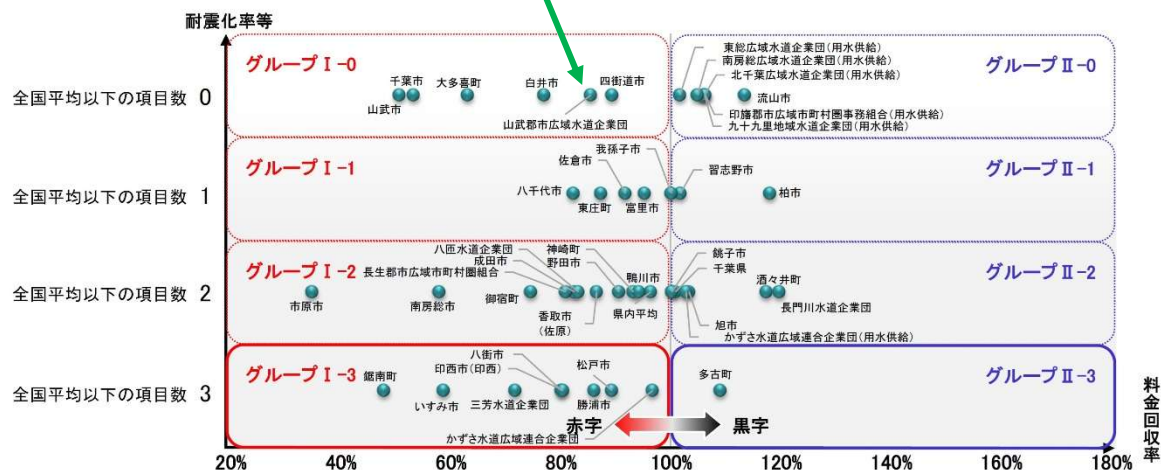 耐震化率等
グループⅠ-0
グループⅡ-0
全国平均以下の項目数 0
千葉市
山武市
大多喜町
白井市
四街道市
山武郡市広域水道企業団
東総広域水道企業団(用水供給)
南房総広域水道企業団(用水供給)
北千葉広域水道企業団(用水供給)
流山市
印旛郡市広域市町村圏事務組合(用水供給)
九十九里地域水道企業団(用水供給)
グループⅠ-1
グループⅡ-1
全国平均以下の項目数 1
八千代市
東庄町
佐倉市
富里市
我孫子市
習志野市
柏市
グループⅠ-2
グループⅡ-2
全国平均以下の項目数 2
市原市
南房総市
御宿町
長生郡市広域市町村圏組合
成田市
八匝水道企業団
香取市
(佐原)
野田市
神崎町
鴨川市
県内平均
銚子市
千葉県
酒々井町
長門川水道企業団
旭市
かずさ水道広域連合企業団(用水供給)
グループⅠ-3
グループⅡ-3
全国平均以下の項目数 3
鋸南町
いすみ市
三芳水道企業団
印西市(印西)
八街市
勝浦市
松戸市
かずさ水道広域連合企業団
多古町
赤字
黒字
料金回収率
20%
40%
60%
80%
100%
120%
140%
160%
180%